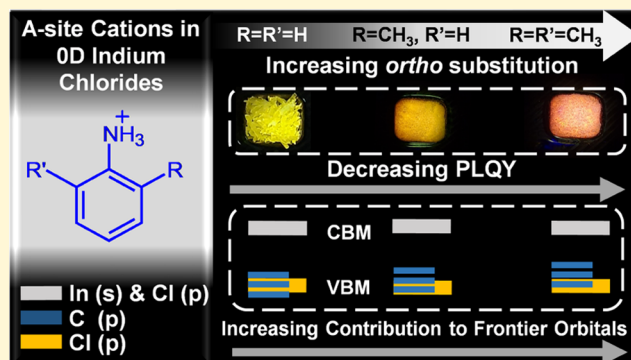 A-site Cations in
0D Indium
Chlorides
+
NH3
R' R
In (s) & Cl (p)
C (p)
Cl (p)
R=R'=H R=CH3, R'=H R=R'=CH3
Increasing ortho substitution
Decreasing PLQY
CBM
VBM
Increasing Contribution to Frontier Orbitals